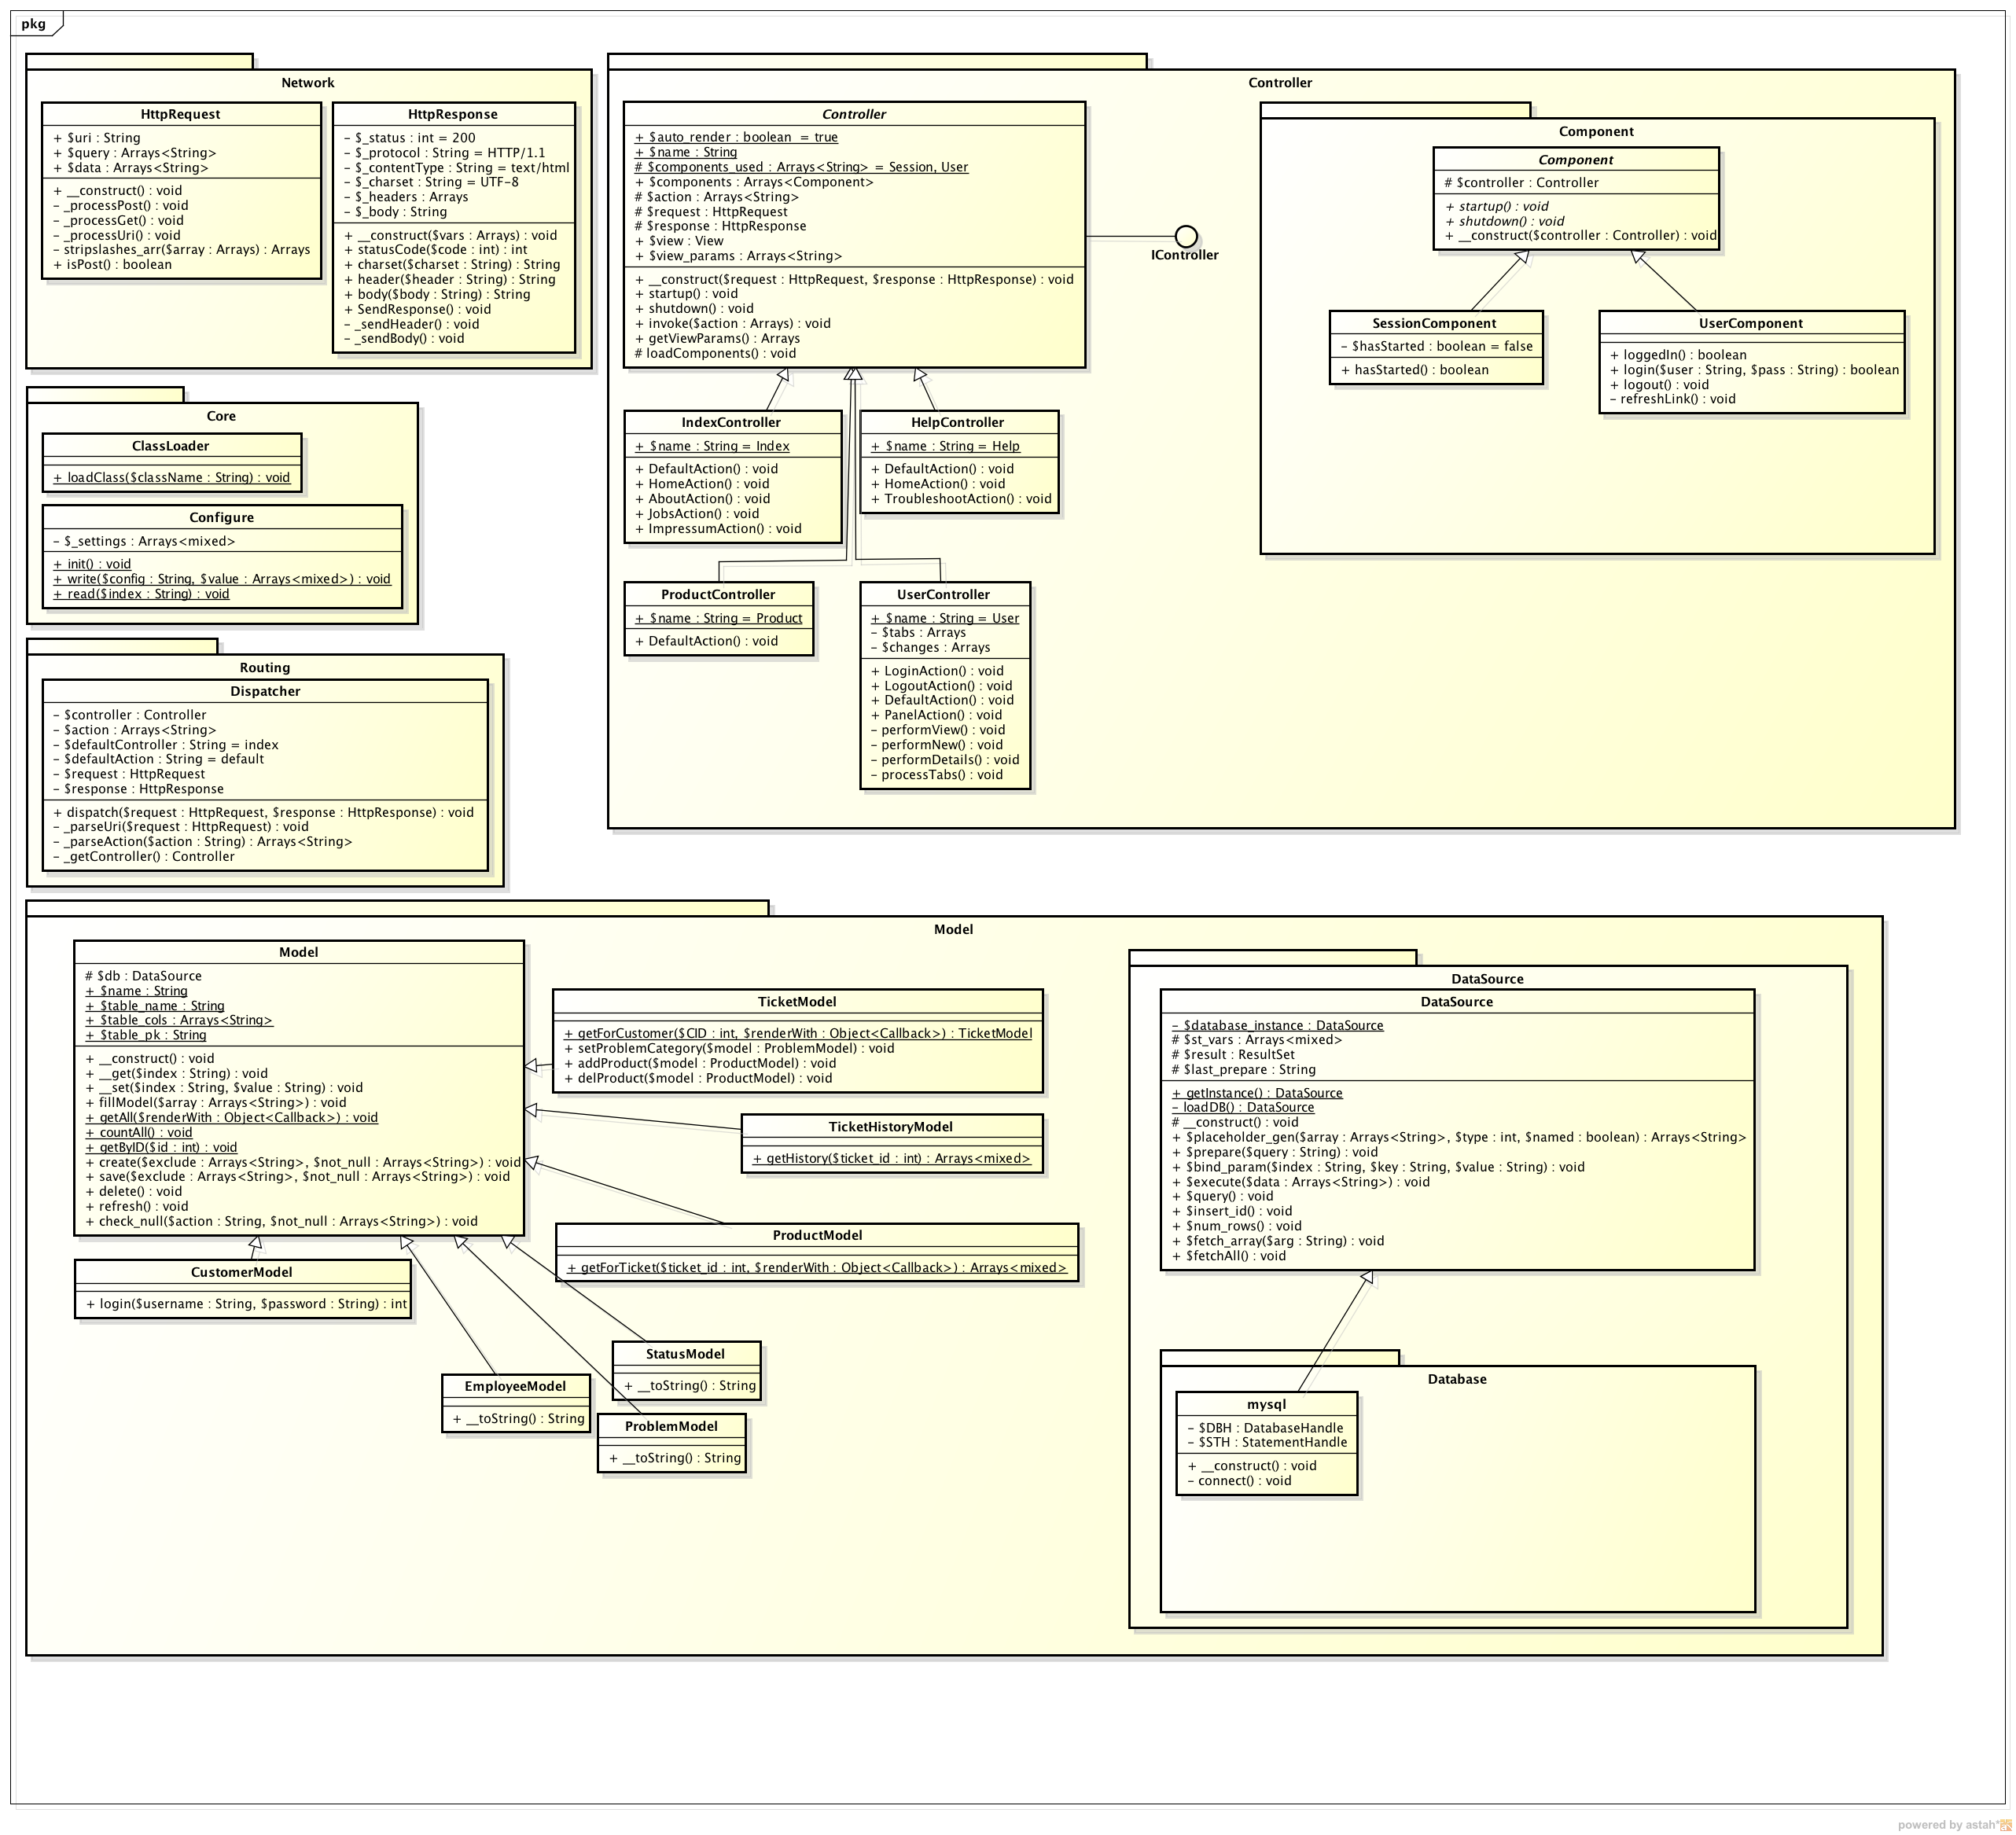 pkg
Network
HttpRequest
+ $uri : String
+ $query : Arrays<String>
+ $data : Arrays<String>
+ __construct() : void
– _processPost() : void
– _processGet() : void
– _processUri() : void
– stripslashes_arr($array : Arrays) : Arrays
+ isPost() : boolean
HttpResponse
– $_status : int = 200
– $_protocol : String = HTTP/1.1
– $_contentType : String = text/html
– $_charset : String = UTF-8
– $_headers : Arrays
– $_body : String
+ __construct($vars : Arrays) : void
+ statusCode($code : int) : int
+ charset($charset : String) : String
+ header($header : String) : String
+ body($body : String) : String
+ SendResponse() : void
– _sendHeader() : void
– _sendBody() : void
Core
ClassLoader
+ loadClass($className : String) : void
Configure
– $_settings : Arrays<mixed>
+ init() : void
+ write($config : String, $value : Arrays<mixed>) : void
+ read($index : String) : void
Routing
Dispatcher
– $controller : Controller
– $action : Arrays<String>
– $defaultController : String = index
– $defaultAction : String = default
– $request : HttpRequest
– $response : HttpResponse
+ dispatch($request : HttpRequest, $response : HttpResponse) : void
– _parseUri($request : HttpRequest) : void
– _parseAction($action : String) : Arrays<String>
– _getController() : Controller
Controller
Controller
+ $auto_render : boolean  = true
+ $name : String
# $components_used : Arrays<String> = Session, User
+ $components : Arrays<Component>
# $action : Arrays<String>
# $request : HttpRequest
# $response : HttpResponse
+ $view : View
+ $view_params : Arrays<String>
+ __construct($request : HttpRequest, $response : HttpResponse) : void
+ startup() : void
+ shutdown() : void
+ invoke($action : Arrays) : void
+ getViewParams() : Arrays
# loadComponents() : void
IController
IndexController
+ $name : String = Index
+ DefaultAction() : void
+ HomeAction() : void
+ AboutAction() : void
+ JobsAction() : void
+ ImpressumAction() : void
HelpController
+ $name : String = Help
+ DefaultAction() : void
+ HomeAction() : void
+ TroubleshootAction() : void
ProductController
+ $name : String = Product
+ DefaultAction() : void
UserController
+ $name : String = User
– $tabs : Arrays
– $changes : Arrays
+ LoginAction() : void
+ LogoutAction() : void
+ DefaultAction() : void
+ PanelAction() : void
– performView() : void
– performNew() : void
– performDetails() : void
– processTabs() : void
Component
Component
# $controller : Controller
+ startup() : void
+ shutdown() : void
+ __construct($controller : Controller) : void
SessionComponent
– $hasStarted : boolean = false
+ hasStarted() : boolean
UserComponent
+ loggedIn() : boolean
+ login($user : String, $pass : String) : boolean
+ logout() : void
– refreshLink() : void
Model
Model
# $db : DataSource
+ $name : String
+ $table_name : String
+ $table_cols : Arrays<String>
+ $table_pk : String
+ __construct() : void
+ __get($index : String) : void
+ __set($index : String, $value : String) : void
+ fillModel($array : Arrays<String>) : void
+ getAll($renderWith : Object<Callback>) : void
+ countAll() : void
+ getByID($id : int) : void
+ create($exclude : Arrays<String>, $not_null : Arrays<String>) : void
+ save($exclude : Arrays<String>, $not_null : Arrays<String>) : void
+ delete() : void
+ refresh() : void
+ check_null($action : String, $not_null : Arrays<String>) : void
TicketModel
+ getForCustomer($CID : int, $renderWith : Object<Callback>) : TicketModel
+ setProblemCategory($model : ProblemModel) : void
+ addProduct($model : ProductModel) : void
+ delProduct($model : ProductModel) : void
TicketHistoryModel
+ getHistory($ticket_id : int) : Arrays<mixed>
ProductModel
+ getForTicket($ticket_id : int, $renderWith : Object<Callback>) : Arrays<mixed>
CustomerModel
+ login($username : String, $password : String) : int
StatusModel
+ __toString() : String
EmployeeModel
+ __toString() : String
ProblemModel
+ __toString() : String
DataSource
DataSource
– $database_instance : DataSource
# $st_vars : Arrays<mixed>
# $result : ResultSet
# $last_prepare : String
+ getInstance() : DataSource
– loadDB() : DataSource
# __construct() : void
+ $placeholder_gen($array : Arrays<String>, $type : int, $named : boolean) : Arrays<String>
+ $prepare($query : String) : void
+ $bind_param($index : String, $key : String, $value : String) : void
+ $execute($data : Arrays<String>) : void
+ $query() : void
+ $insert_id() : void
+ $num_rows() : void
+ $fetch_array($arg : String) : void
+ $fetchAll() : void
Database
mysql
– $DBH : DatabaseHandle
– $STH : StatementHandle
+ __construct() : void
– connect() : void
powered by astah*